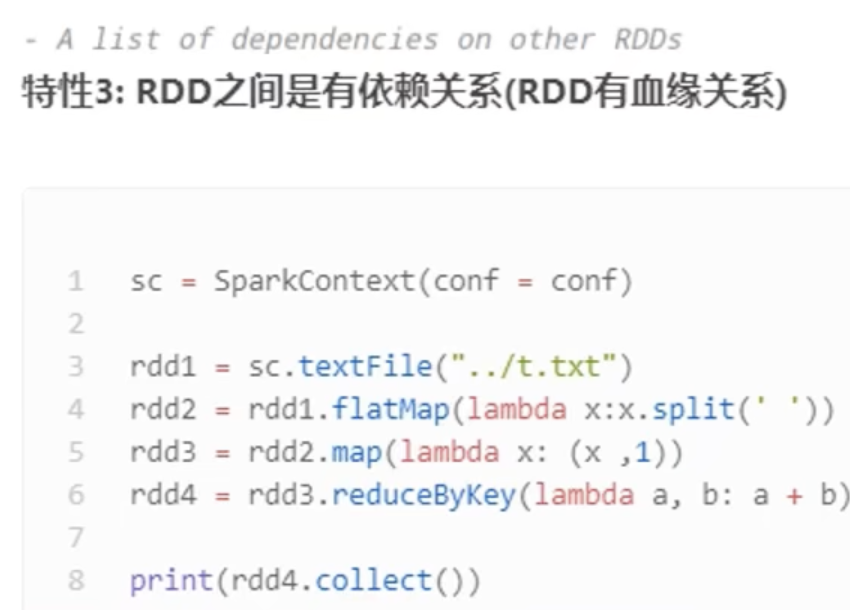 - A list of dependencies on other RDDs
特性3: RDD之间是有依赖关系(RDD有血缘关系)
1 sc = SparkContext(conf = conf)
2
3 rdd1 = sc.textFile("../t.txt")
4 rdd2 = rdd1.flatMap(lambda x:x.split(' '))
5 rdd3 = rdd2.map(lambda x: (x ,1))
6 rdd4 = rdd3.reduceByKey(lambda a, b: a + b)
7
8 print(rdd4.collect())